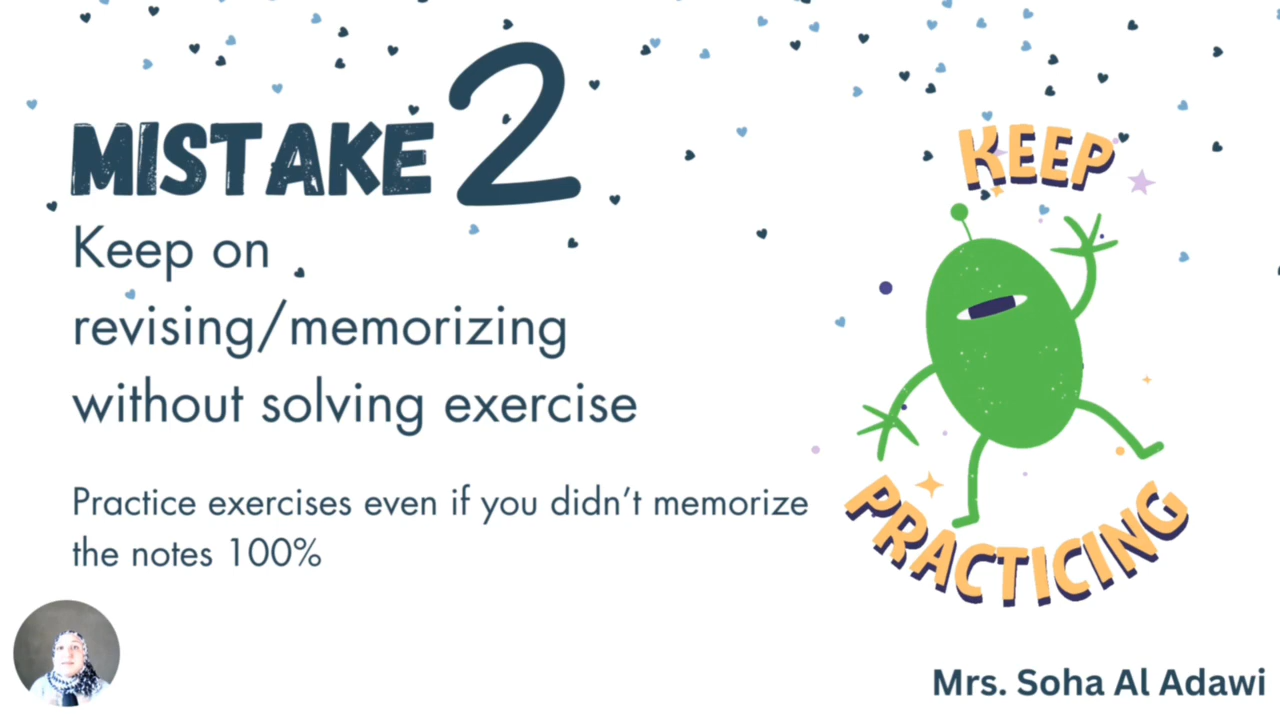 MISTAKE 2
Keep on
revising/memorizing
without solving exercise
Practice exercises even if you didn’t memorize
the notes 100%
KEEP
PRACTICING
Mrs. Soha Al Adawi